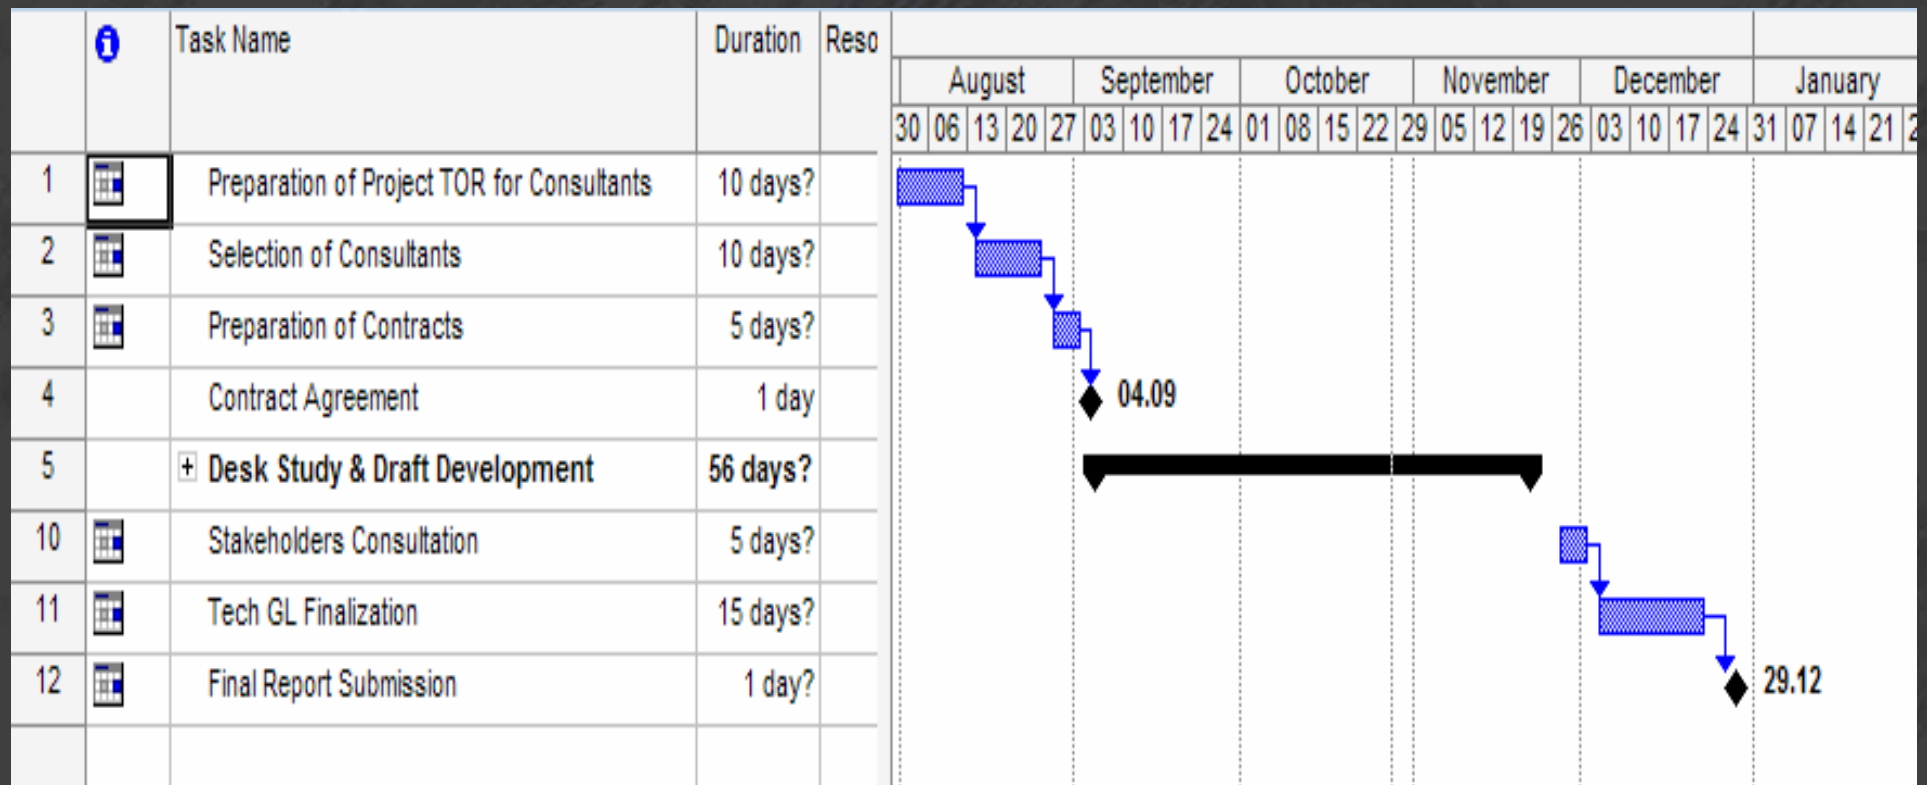 Task Name Duration Reso
August September October November December January
30 06 13 20 27 03 10 17 24 01 08 15 22 29 05 12 19 26 03 10 17 24 31 07 14 21 2
1 Preparation of Project TOR for Consultants 10 days?
2 Selection of Consultants 10 days?
3 Preparation of Contracts 5 days?
4 Contract Agreement 1 day 04.09
5 + Desk Study & Draft Development 56 days?
10 Stakeholders Consultation 5 days?
11 Tech GL Finalization 15 days?
12 Final Report Submission 1 day? 29.12